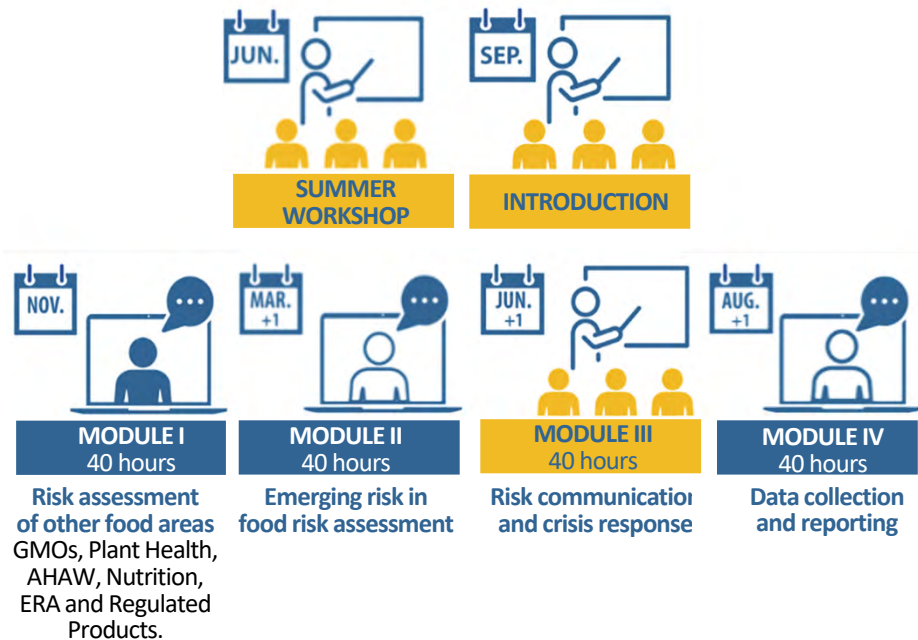 JUN.
SUMMER
WORKSHOP
SEP.
INTRODUCTION
NOV.
MODULE I
40 hours
Risk assessment
of other food areas
GMOs, Plant Health,
AHAW, Nutrition,
ERA and Regulated
Products.
MAR.
+1
MODULE II
40 hours
Emerging risk in
food risk assessment
JUN.
+1
MODULE III
40 hours
Risk communication
and crisis response
AUG.
+1
MODULE IV
40 hours
Data collection
and reporting